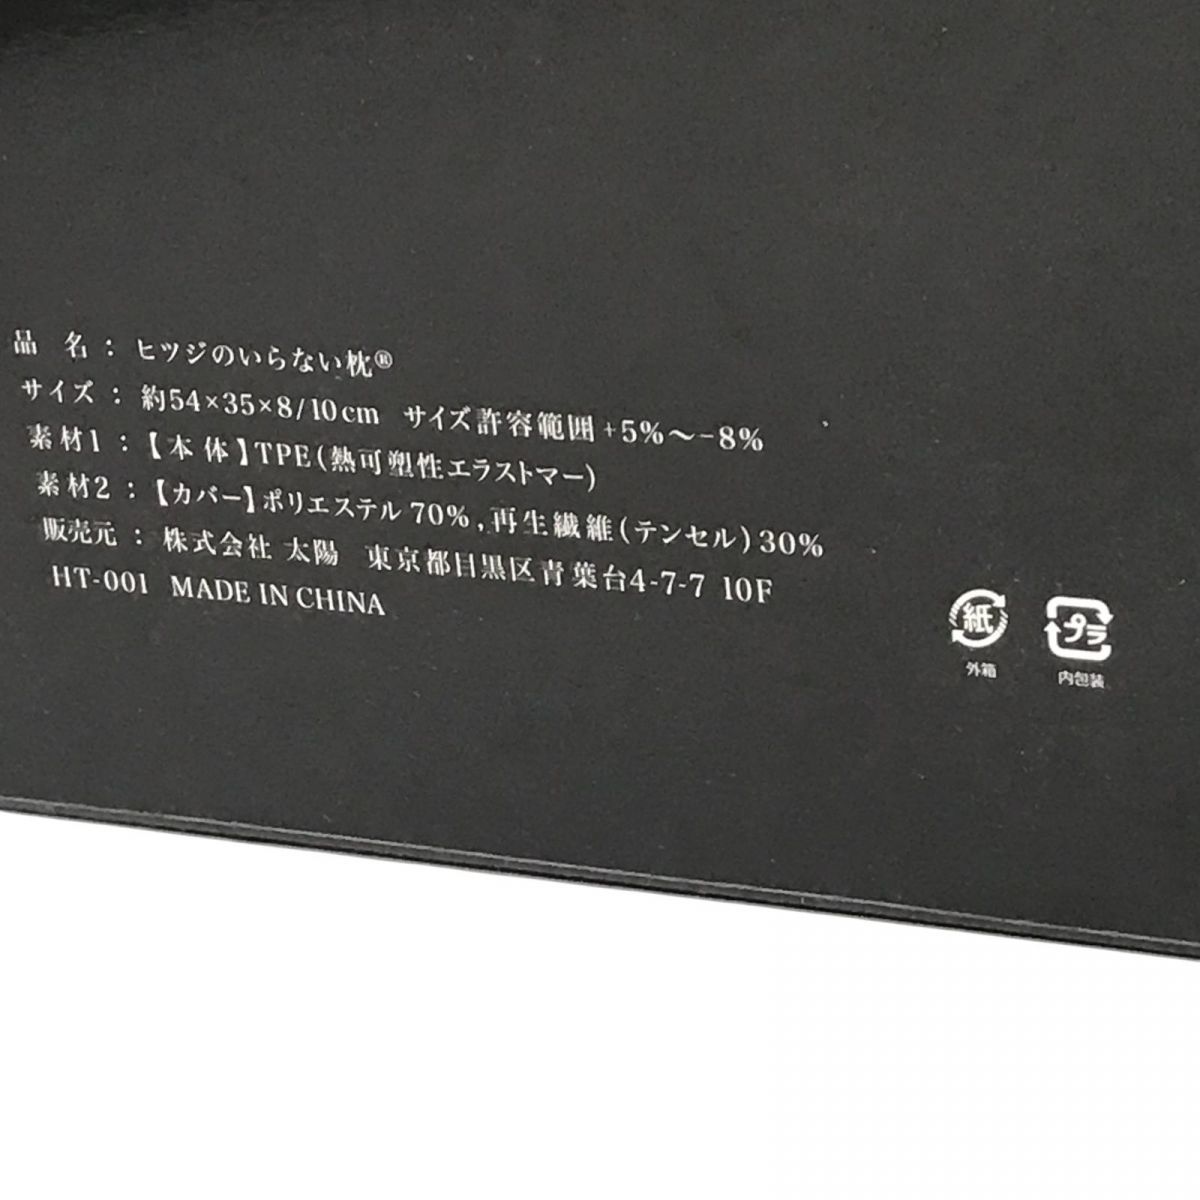 品 名 : ヒツジのいらない枕®
サイズ : 約54×35×8/10cm サイズ許容範囲+5%〜-8%
素材1 : 【本体】TPE(熱可塑性エラストマー)
素材2 : 【カバー】ポリエステル70%,再生繊維(テンセル)30%
販売元 : 株式会社 太陽 東京都目黒区青葉台4-7-7 10F
HT-001 MADE IN CHINA
紙 プラ
外箱 内包装